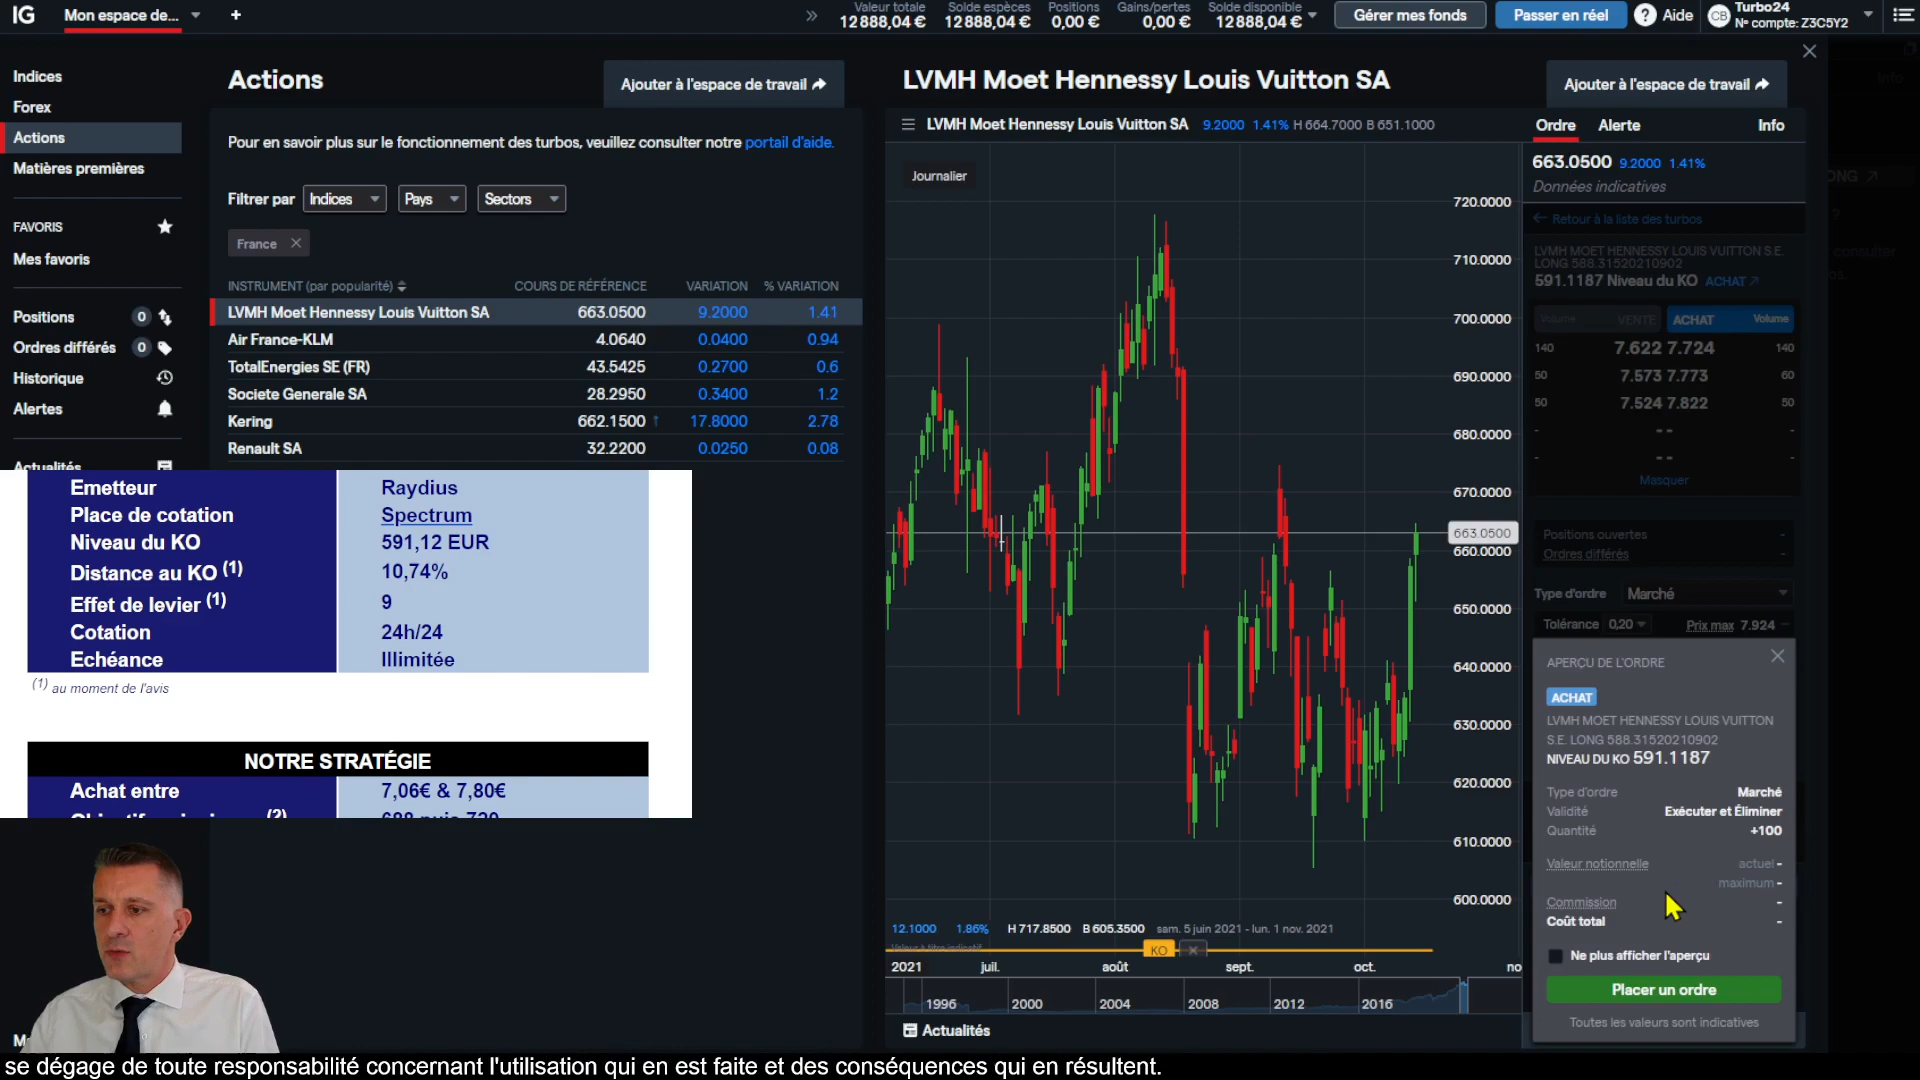 IG
Mon espace de...
+
Valeur totale
12 888,04 €
Solde espèces
12 888,04 €
Positions
0,00 €
Gains/pertes
0,00 €
Solde disponible
12 888,04 €
Gérer mes fonds
Passer en réel
? Aide
CB
Turbo24
Nº compte: Z3C5Y2
Indices
Forex
Actions
Matières premières
FAVORIS
Mes favoris
Positions 0
Ordres différés 0
Historique
Alertes
Actualités
Actions
Ajouter à l'espace de travail
Pour en savoir plus sur le fonctionnement des turbos, veuillez consulter notre portail d'aide.
Filtrer par Indices Pays Sectors
France
INSTRUMENT (par popularité) COURS DE RÉFÉRENCE VARIATION % VARIATION
LVMH Moet Hennessy Louis Vuitton SA 663.0500 9.2000 1.41
Air France-KLM 4.0640 0.0400 0.94
TotalEnergies SE (FR) 43.5425 0.2700 0.6
Societe Generale SA 28.2950 0.3400 1.2
Kering 662.1500 ↑ 17.8000 2.78
Renault SA 32.2200 0.0250 0.08
Emetteur Raydius
Place de cotation Spectrum
Niveau du KO 591,12 EUR
Distance au KO (1) 10,74%
Effet de levier (1) 9
Cotation 24h/24
Echéance Illimitée
(1) au moment de l'avis
NOTRE STRATÉGIE
Achat entre 7,06€ & 7,80€
LVMH Moet Hennessy Louis Vuitton SA
Ajouter à l'espace de travail
LVMH Moet Hennessy Louis Vuitton SA 9.2000 1.41% H 664.7000 B 651.1000
Journalier
720.0000
710.0000
700.0000
690.0000
680.0000
670.0000
663.0500
660.0000
650.0000
640.0000
630.0000
620.0000
610.0000
600.0000
12.1000 1.86% H 717.8500 B 605.3500 sam. 5 juin 2021 - lun. 1 nov. 2021
KO
2021 juil. août sept. oct. no
1996 2000 2004 2008 2012 2016
Actualités
Ordre Alerte Info
663.0500 9.2000 1.41%
Données indicatives
Retour à la liste des turbos
LVMH MOET HENNESSY LOUIS VUITTON S.E.
LONG 588.31520210902
591.1187 Niveau du KO ACHAT
Volume VENTE ACHAT Volume
140 7.622 7.724 140
50 7.573 7.773 60
50 7.524 7.822 50
- -- -
- -- -
Masquer
Positions ouvertes -
Ordres différés -
Type d'ordre Marché
Tolérance 0,20 Prix max 7.924
APERÇU DE L'ORDRE
ACHAT
LVMH MOET HENNESSY LOUIS VUITTON
S.E. LONG 588.31520210902
NIVEAU DU KO 591.1187
Type d'ordre Marché
Validité Exécuter et Éliminer
Quantité +100
Valeur notionnelle actuel -
maximum -
Commission -
Coût total -
Ne plus afficher l'aperçu
Placer un ordre
Toutes les valeurs sont indicatives
se dégage de toute responsabilité concernant l'utilisation qui en est faite et des conséquences qui en résultent.